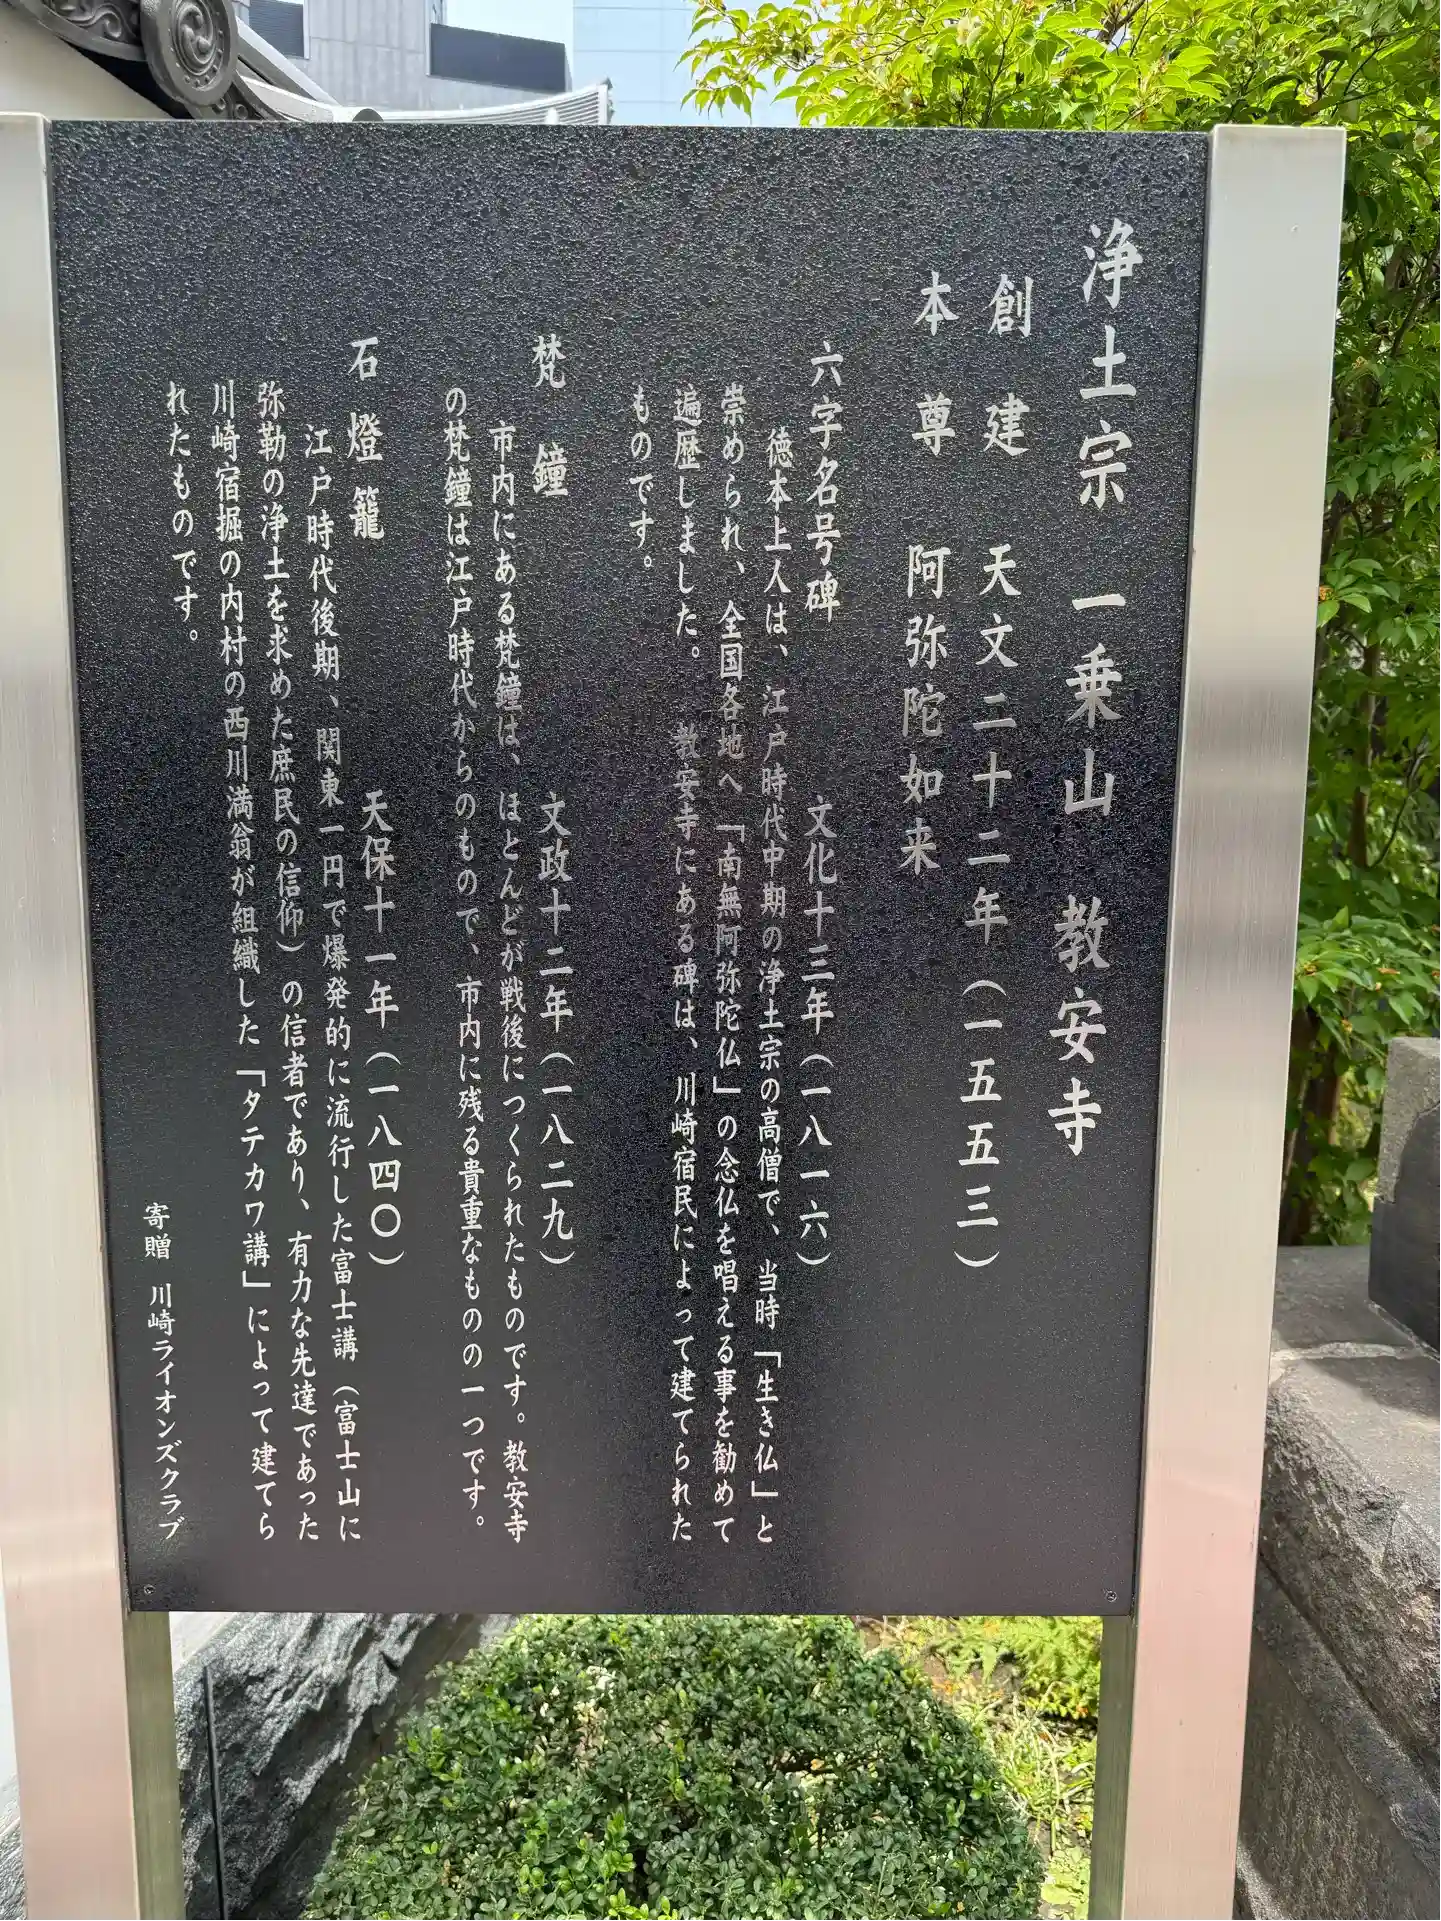 浄土宗 一乗山 教安寺
創建 天文二十二年(一五五三)
本尊 阿弥陀如来
六字名号碑 文化十三年(一八一六)
徳本上人は、江戸時代中期の浄土宗の高僧で、当時「生き仏」と
崇められ、全国各地へ「南無阿弥陀仏」の念仏を唱える事を勧めて
遍歴しました。 教安寺にある碑は、川崎宿民によって建てられた
ものです。
梵鐘 文政十二年(一八二九)
市内にある梵鐘は、ほとんどが戦後につくられたものです。教安寺
の梵鐘は江戸時代からのもので、市内に残る貴重なものの一つです。
石燈籠 天保十一年(一八四〇)
江戸時代後期、関東一円で爆発的に流行した富士講(富士山に
弥勒の浄土を求めた庶民の信仰)の信者であり、有力な先達であった
川崎宿掘の内村の西川満翁が組織した「タテカワ講」によって建てら
れたものです。
寄贈 川崎ライオンズクラブ